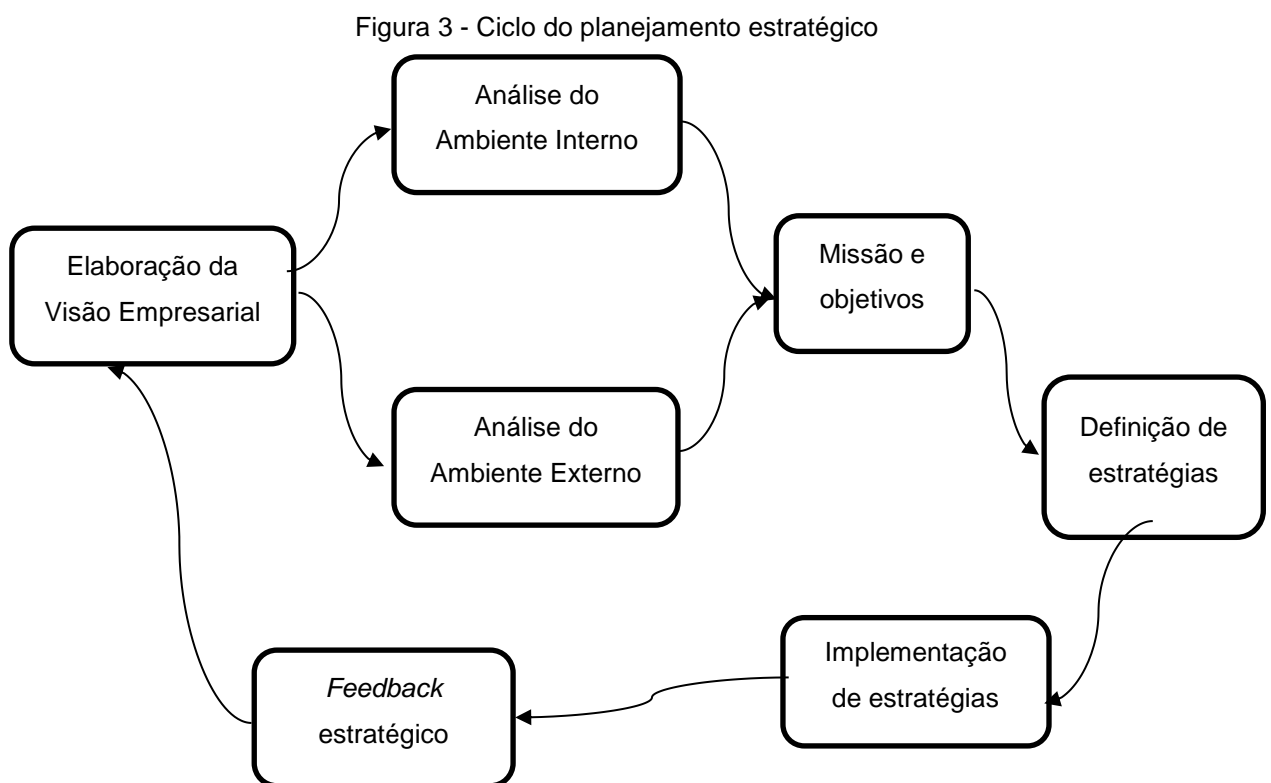 Figura 3 - Ciclo do planejamento estratégico
Análise do
Ambiente Interno
Elaboração da
Visão Empresarial
Missão e
objetivos
Análise do
Ambiente Externo
Definição de
estratégias
Implementação
de estratégias
Feedback
estratégico